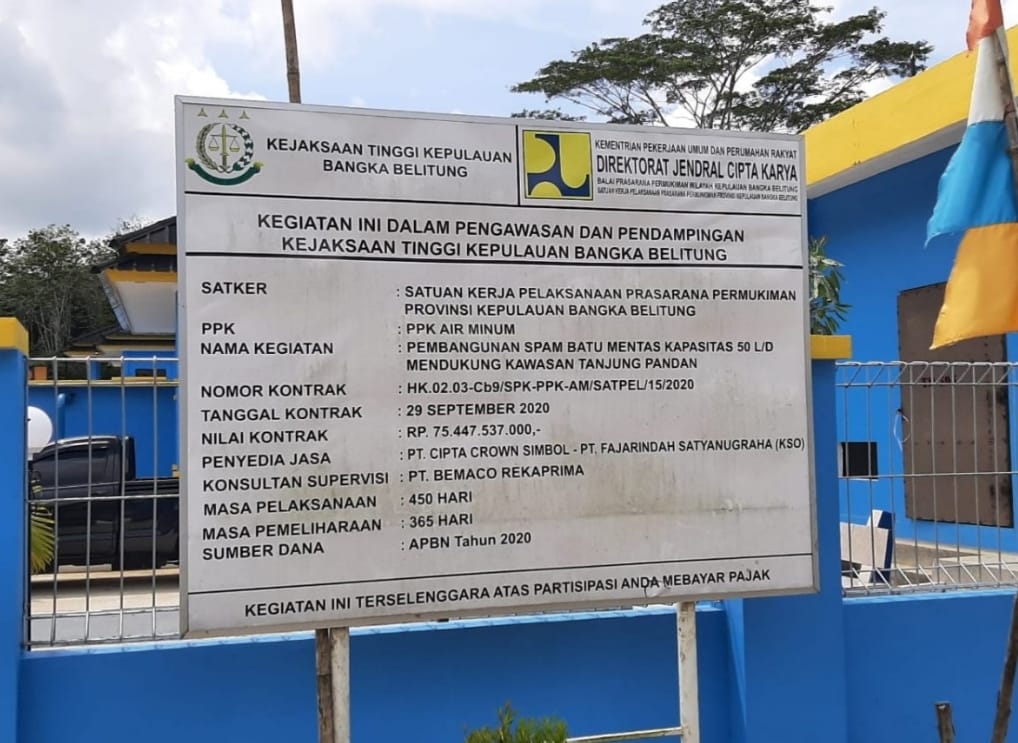 KEJAKSAAN TINGGI KEPULAUAN
BANGKA BELITUNG
KEMENTRIAN PEKERJAAN UMUM DAN PERUMAHAN RAKYAT
DIREKTORAT JENDRAL CIPTA KARYA
BALAI PRASARANA PERMUKIMAN WILAYAH KEPULAUAN BANGKA BELITUNG
SATUAN KERJA PELAKSANAAN PRASARANA PERMUKIMAN PROVINSI KEPULAUAN BANGKA BELITUNG
KEGIATAN INI DALAM PENGAWASAN DAN PENDAMPINGAN
KEJAKSAAN TINGGI KEPULAUAN BANGKA BELITUNG
SATKER : SATUAN KERJA PELAKSANAAN PRASARANA PERMUKIMAN
PROVINSI KEPULAUAN BANGKA BELITUNG
PPK : PPK AIR MINUM
NAMA KEGIATAN : PEMBANGUNAN SPAM BATU MENTAS KAPASITAS 50 L/D
MENDUKUNG KAWASAN TANJUNG PANDAN
NOMOR KONTRAK : HK.02.03-Cb9/SPK-PPK-AM/SATPEL/15/2020
TANGGAL KONTRAK : 29 SEPTEMBER 2020
NILAI KONTRAK : RP. 75.447.537.000,-
PENYEDIA JASA : PT. CIPTA CROWN SIMBOL - PT. FAJARINDAH SATYANUGRAHA (KSO)
KONSULTAN SUPERVISI : PT. BEMACO REKAPRIMA
MASA PELAKSANAAN : 450 HARI
MASA PEMELIHARAAN : 365 HARI
SUMBER DANA : APBN Tahun 2020
KEGIATAN INI TERSELENGGARA ATAS PARTISIPASI ANDA MEBAYAR PAJAK